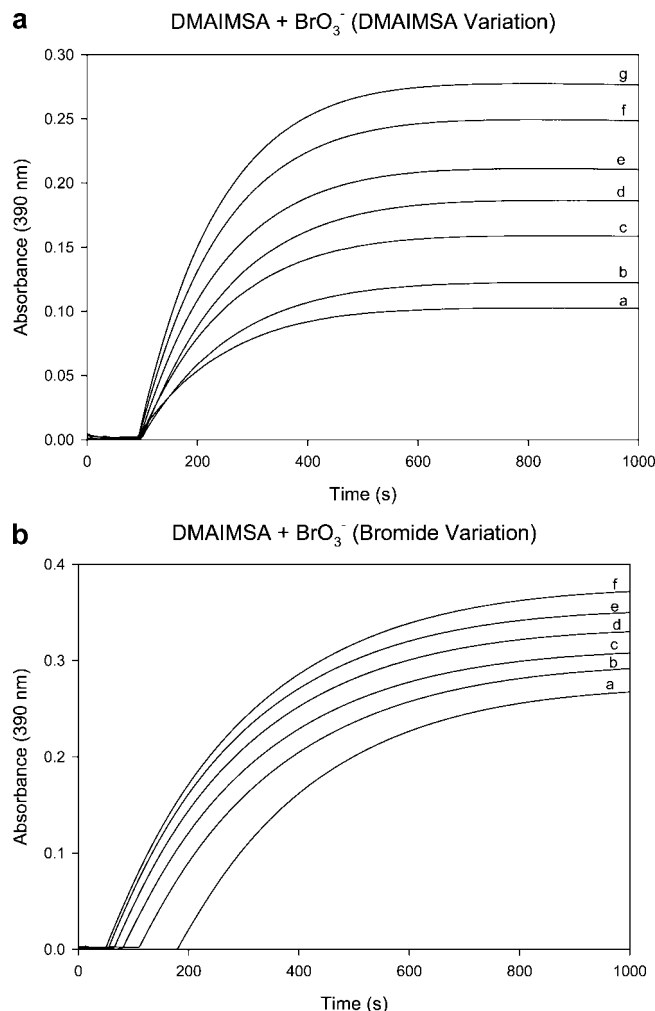 a
DMAIMSA + BrO₃⁻ (DMAIMSA Variation)
0.30
0.25
0.20
0.15
0.10
0.05
0.00
Absorbance (390 nm)
g
f
e
d
c
b
a
0
200
400
600
800
1000
Time (s)
b
DMAIMSA + BrO₃⁻ (Bromide Variation)
0.4
0.3
0.2
0.1
0.0
Absorbance (390 nm)
f
e
d
c
b
a
0
200
400
600
800
1000
Time (s)